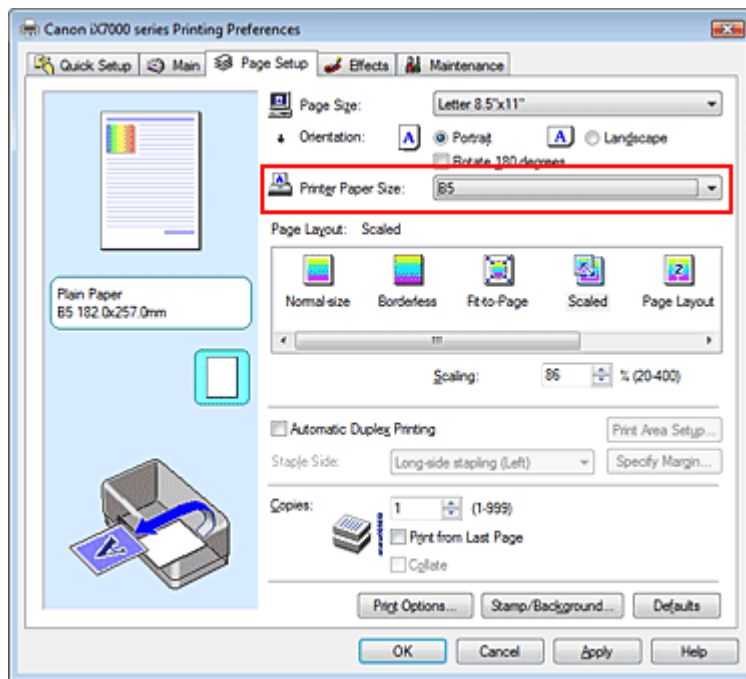 Canon iX7000 series Printing Preferences
Quick Setup Main Page Setup Effects Maintenance
Page Size: Letter 8.5"x11"
Orientation: A Portrait A Landscape
Rotate 180 degrees
Printer Paper Size: B5
Page Layout: Scaled
Normal-size Borderless Fit-to-Page Scaled Page Layout
Plain Paper
B5 182.0x257.0mm
Scaling: 86 % (20-400)
Automatic Duplex Printing Print Area Setup...
Staple Side: Long-side stapling (Left) Specify Margin...
Copies: 1 (1-999)
Print from Last Page
Collate
Print Options... Stamp/Background... Defaults
OK Cancel Apply Help